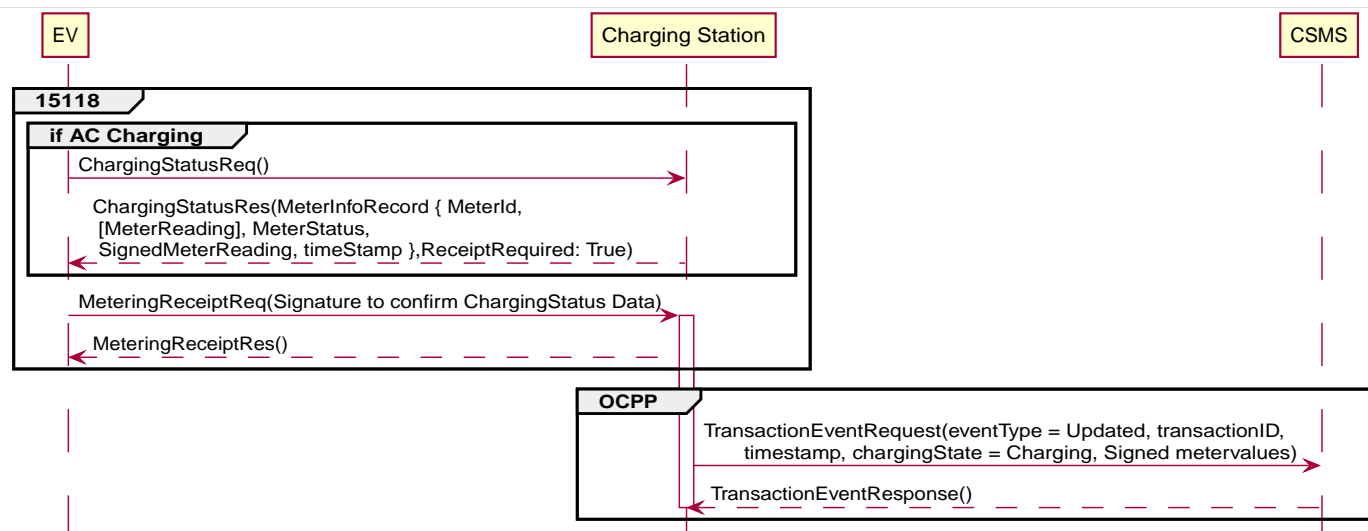 EV
Charging Station
CSMS
15118
if AC Charging
ChargingStatusReq()
ChargingStatusRes(MeterInfoRecord { MeterId,
[MeterReading], MeterStatus,
SignedMeterReading, timeStamp },ReceiptRequired: True)
MeteringReceiptReq(Signature to confirm ChargingStatus Data)
MeteringReceiptRes()
OCPP
TransactionEventRequest(eventType = Updated, transactionID,
timestamp, chargingState = Charging, Signed metervalues)
TransactionEventResponse()